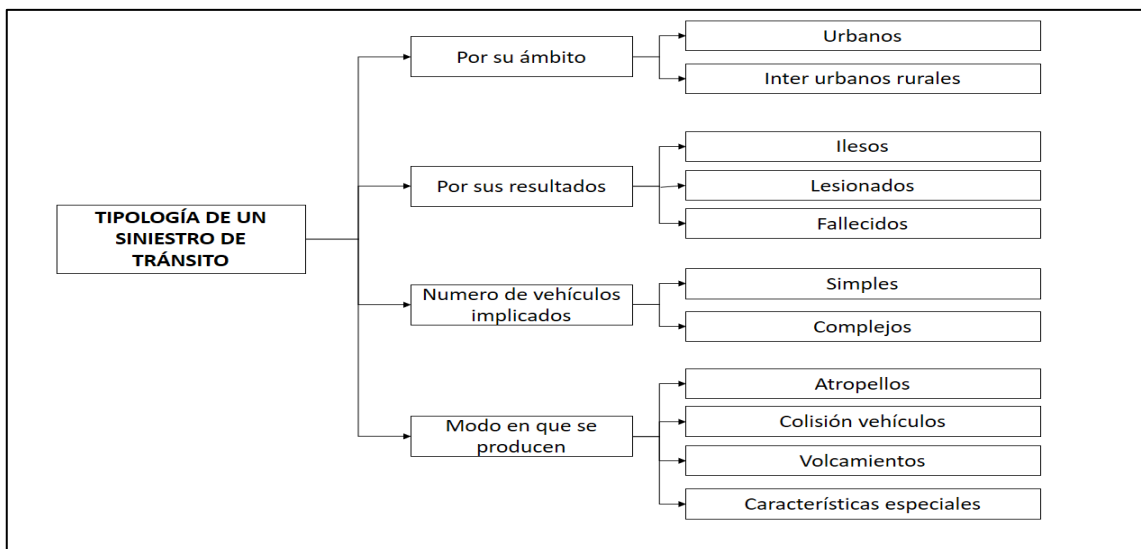 TIPOLOGÍA DE UN
SINIESTRO DE
TRÁNSITO
Por su ámbito
Urbanos
Inter urbanos rurales
Por sus resultados
Ilesos
Lesionados
Fallecidos
Numero de vehículos
implicados
Simples
Complejos
Modo en que se
producen
Atropellos
Colisión vehículos
Volcamientos
Características especiales